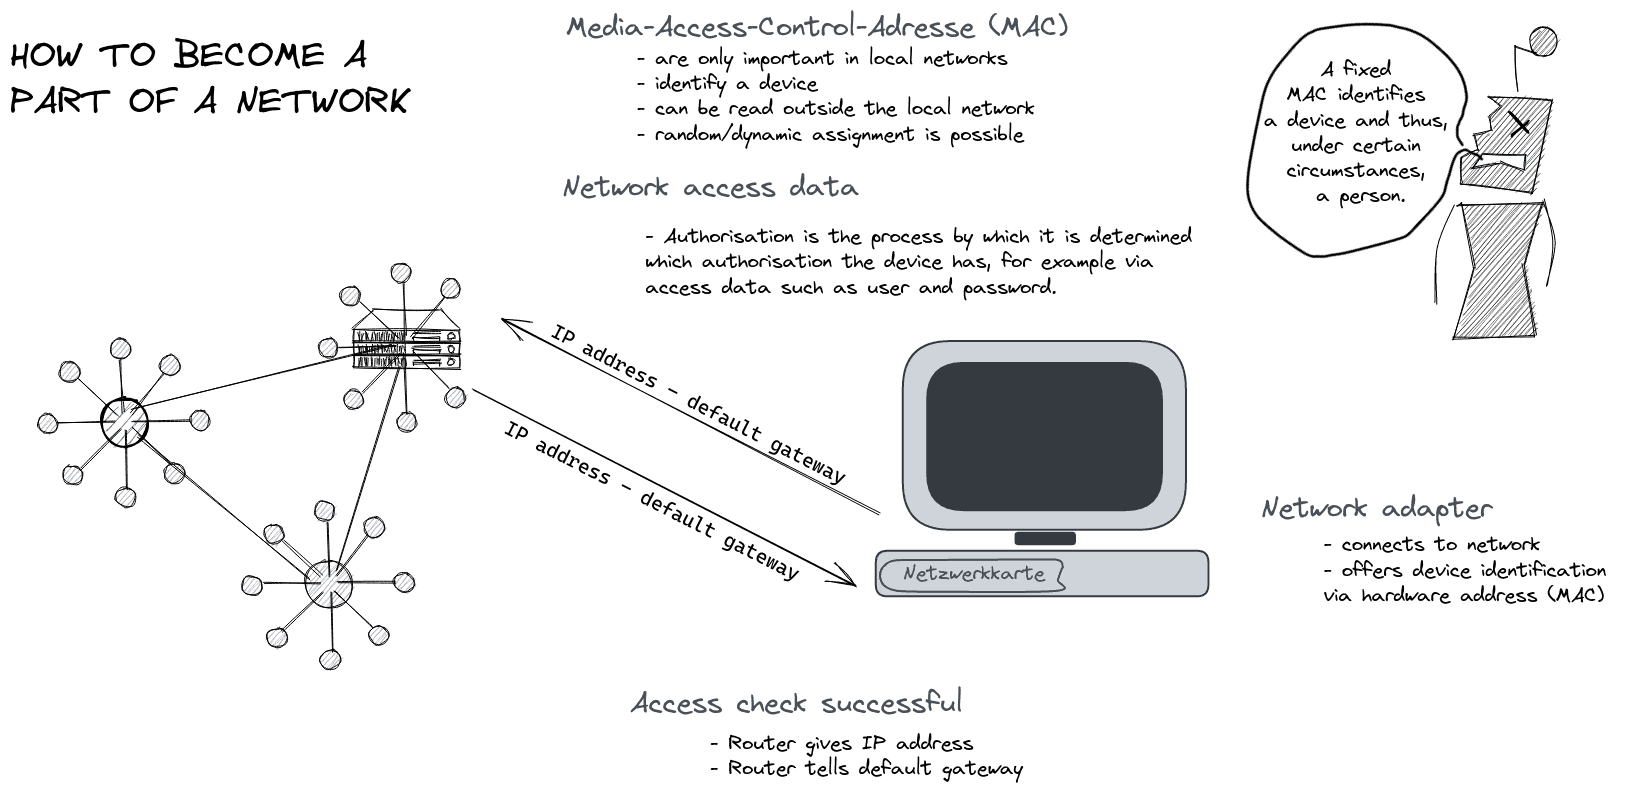 HOW TO BECOME A
PART OF A NETWORK
Media-Access-Control-Adresse (MAC)
- are only important in local networks
- identify a device
- can be read outside the local network
- random/dynamic assignment is possible
A fixed
MAC identifies
a device and thus,
under certain
circumstances,
a person.
Network access data
- Authorisation is the process by which it is determined
which authorisation the device has, for example via
access data such as user and password.
IP address - default gateway
IP address - default gateway
Netzwerkkarte
Network adapter
- connects to network
- offers device identification
via hardware address (MAC)
Access check successful
- Router gives IP address
- Router tells default gateway